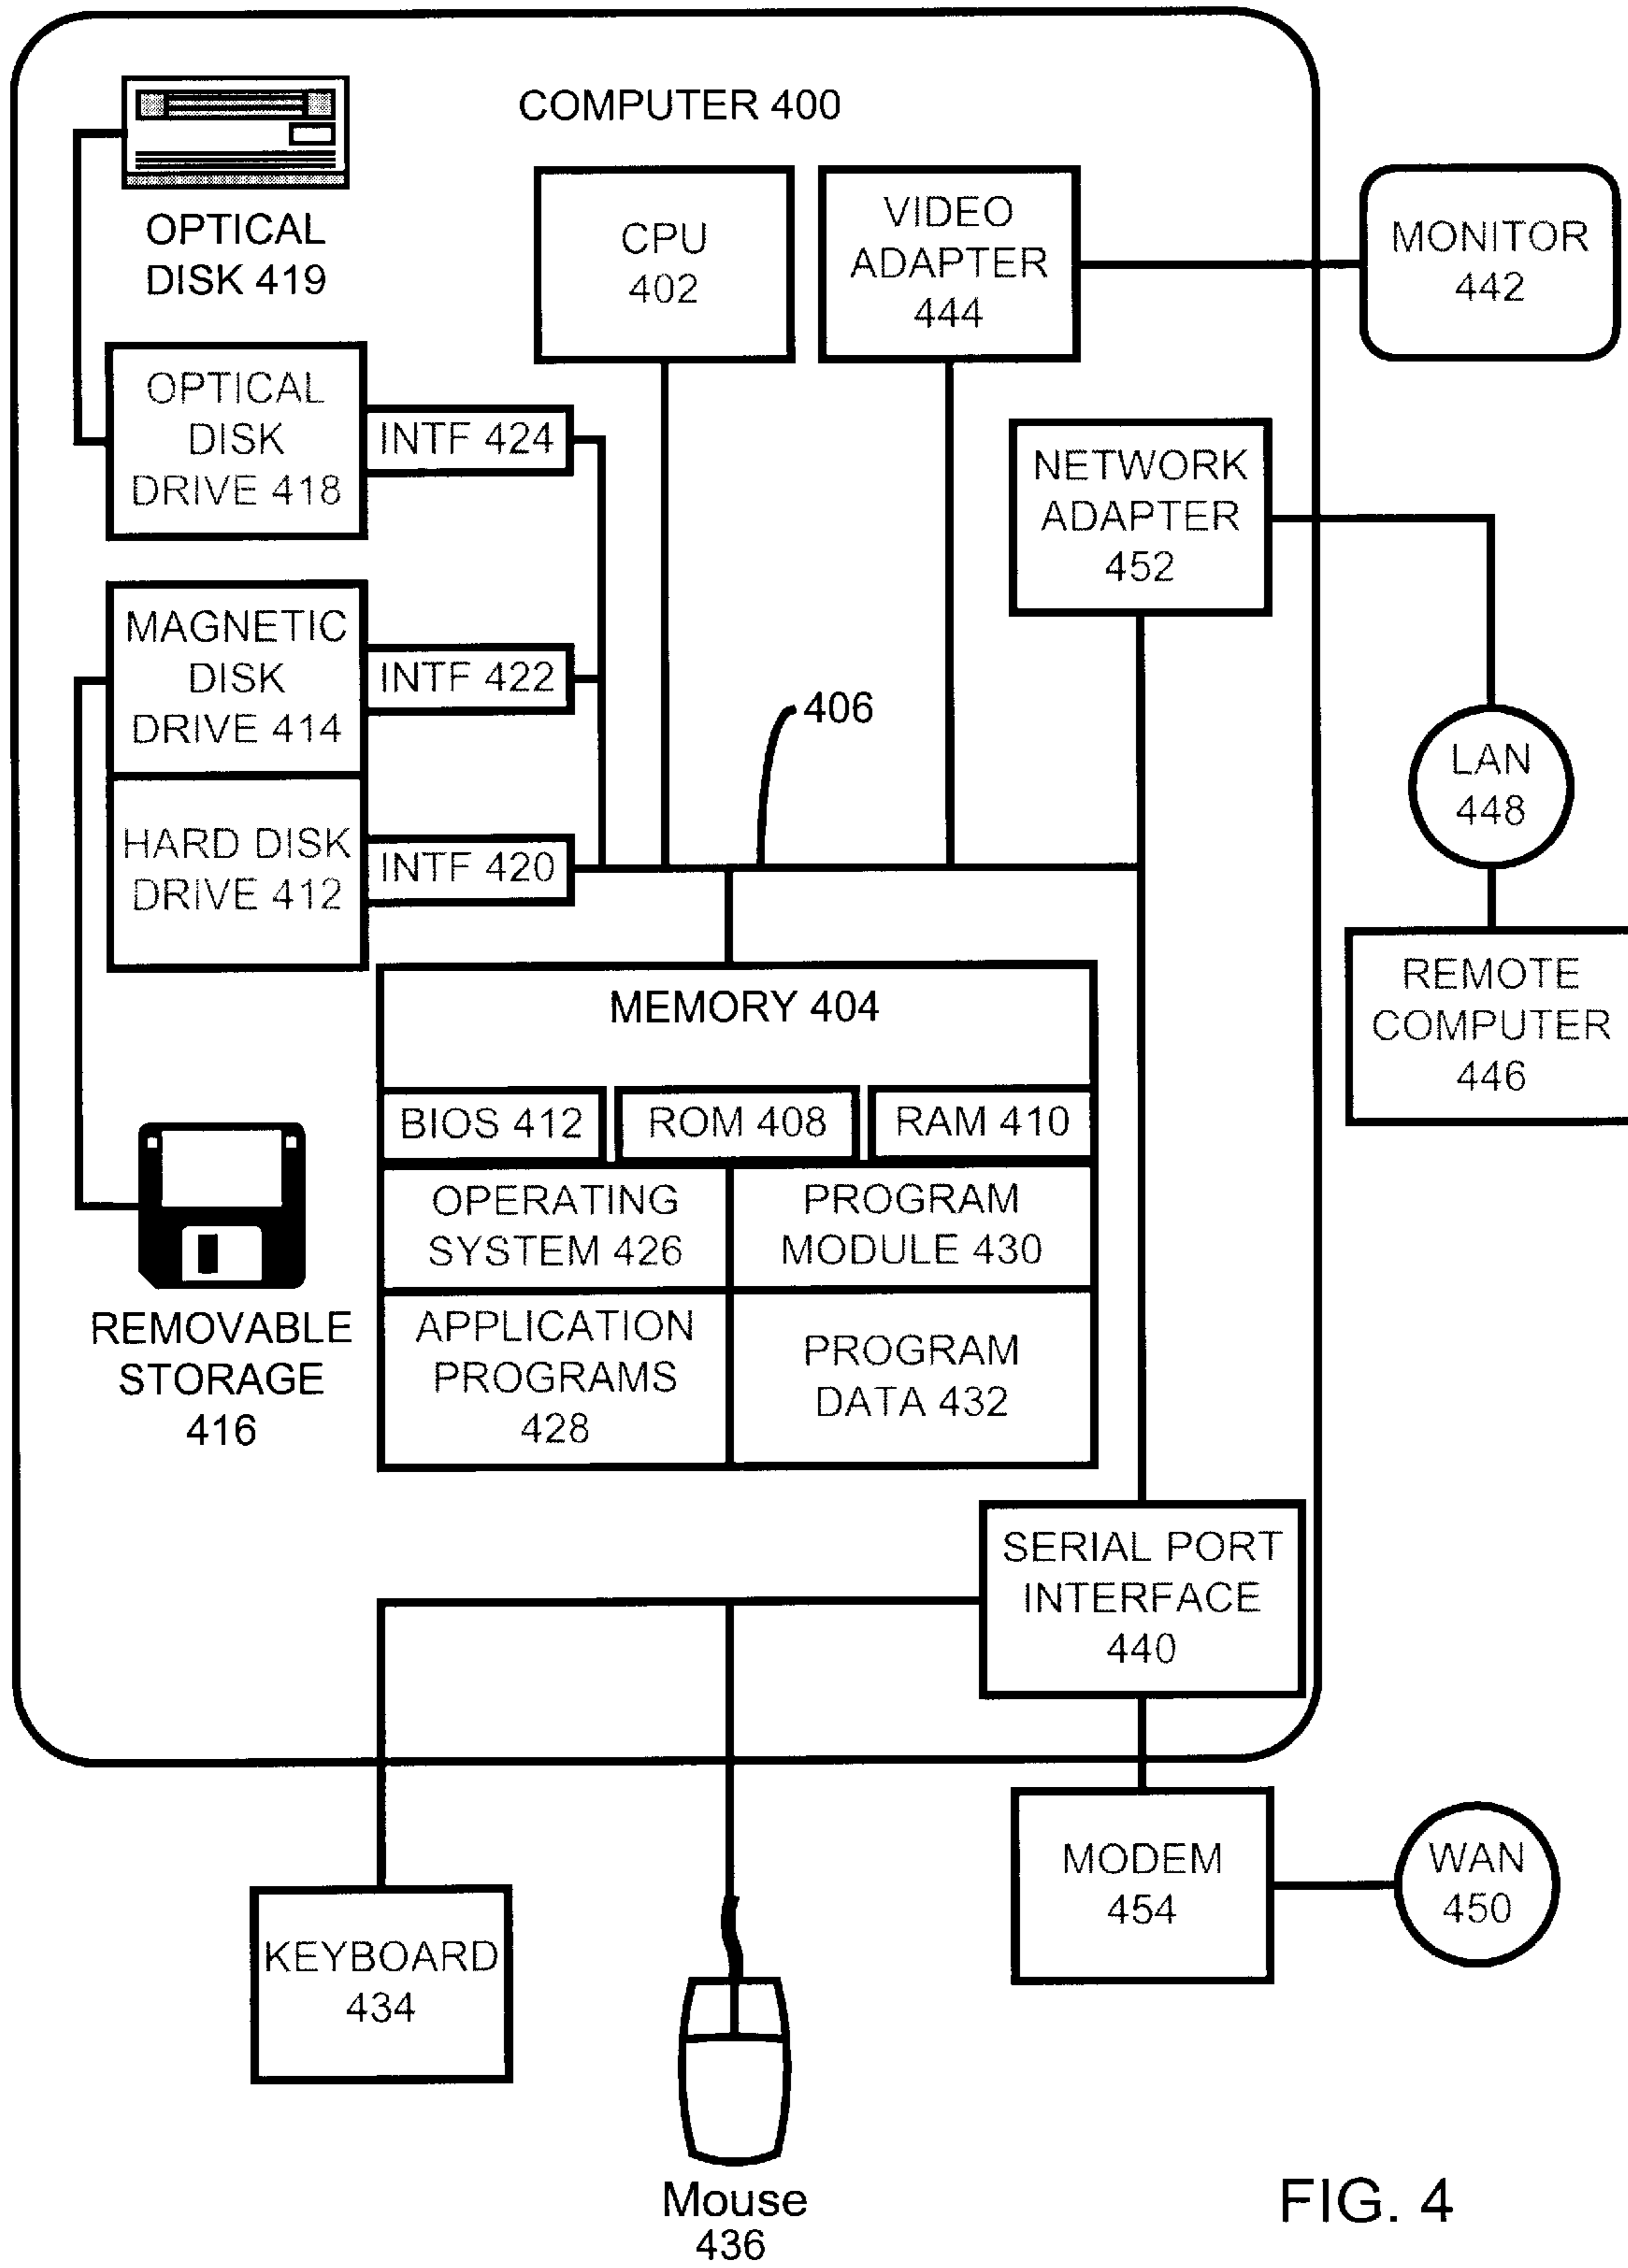 COMPUTER 400
OPTICAL
DISK 419
CPU
402
VIDEO
ADAPTER
444
MONITOR
442
OPTICAL
DISK
DRIVE 418
INTF 424
NETWORK
ADAPTER
452
MAGNETIC
DISK
DRIVE 414
INTF 422
406
LAN
448
HARD DISK
DRIVE 412
INTF 420
REMOTE
COMPUTER
446
MEMORY 404
BIOS 412
ROM 408
RAM 410
OPERATING
SYSTEM 426
PROGRAM
MODULE 430
REMOVABLE
STORAGE
416
APPLICATION
PROGRAMS
428
PROGRAM
DATA 432
SERIAL PORT
INTERFACE
440
MODEM
454
WAN
450
KEYBOARD
434
Mouse
436
FIG. 4